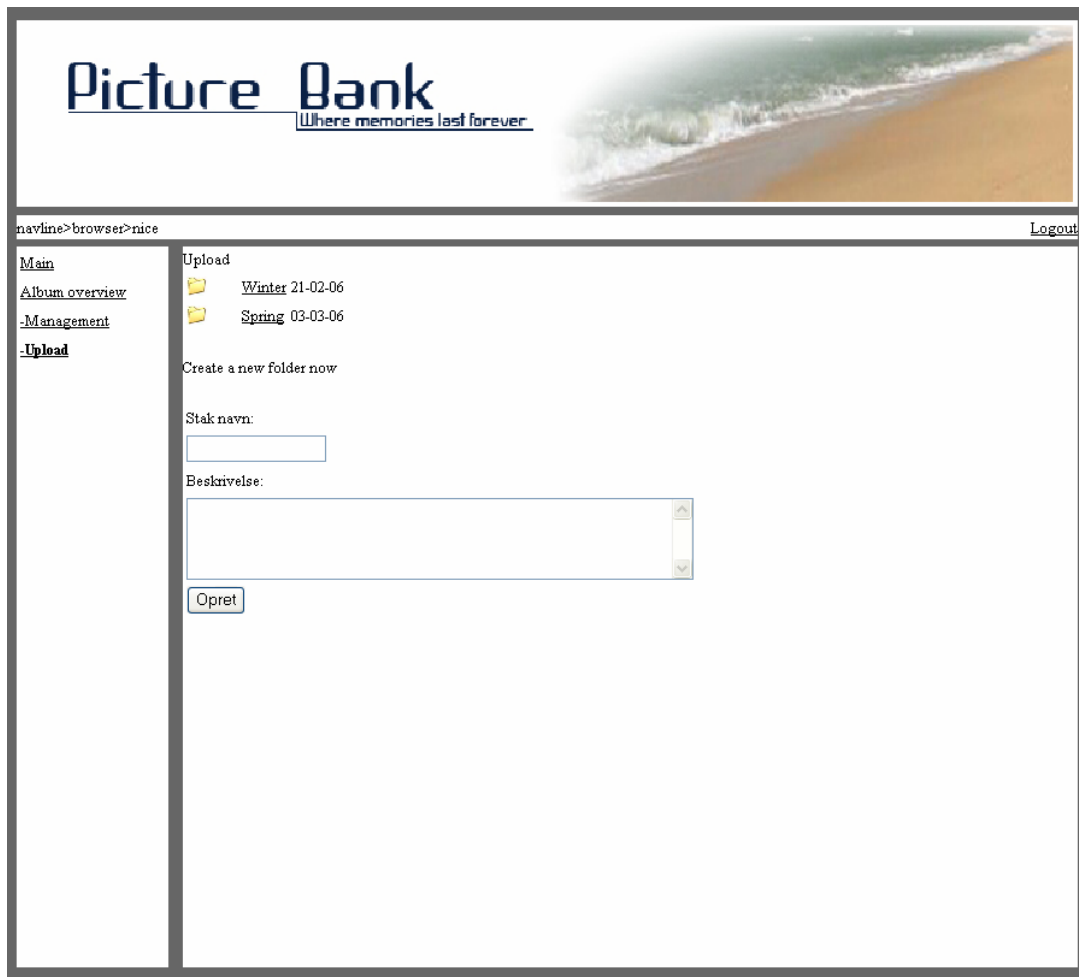 Picture Bank
Where memories last forever
navline>browser>nice Logout
Main
Album overview
-Management
-Upload
Upload
Winter 21-02-06
Spring 03-03-06
Create a new folder now
Stak navn:
Beskrivelse:
Opret